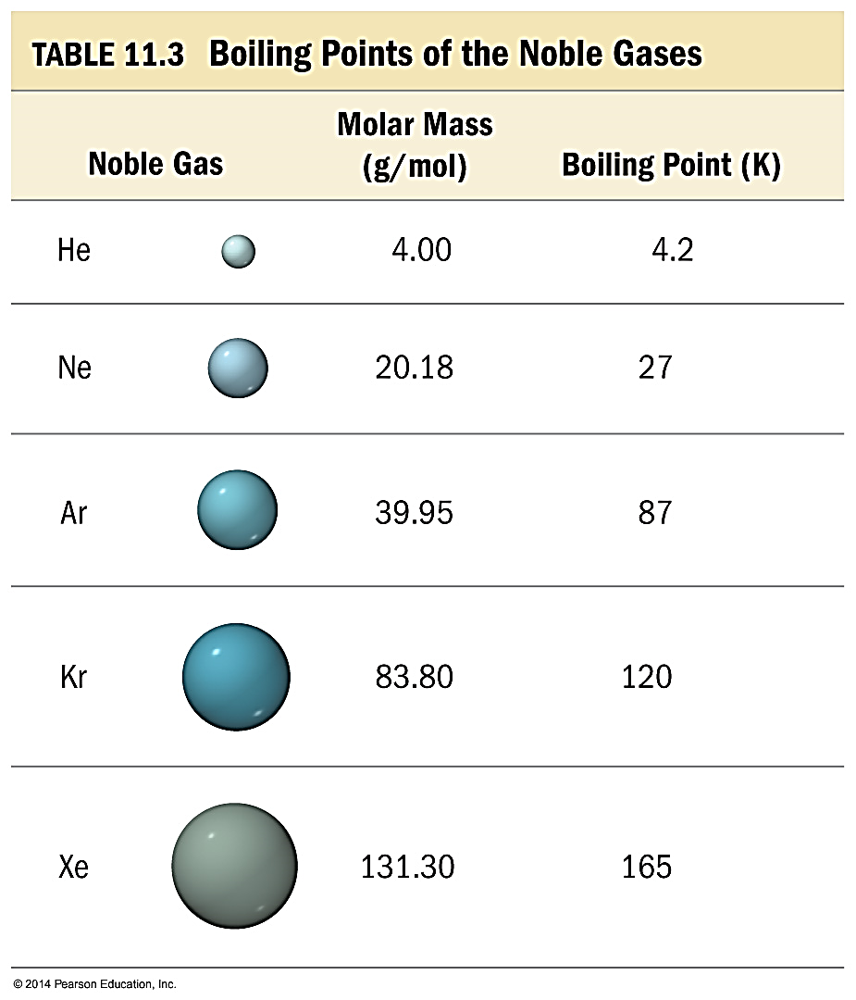 TABLE 11.3 Boiling Points of the Noble Gases
Noble Gas Molar Mass (g/mol) Boiling Point (K)
He 4.00 4.2
Ne 20.18 27
Ar 39.95 87
Kr 83.80 120
Xe 131.30 165
© 2014 Pearson Education, Inc.